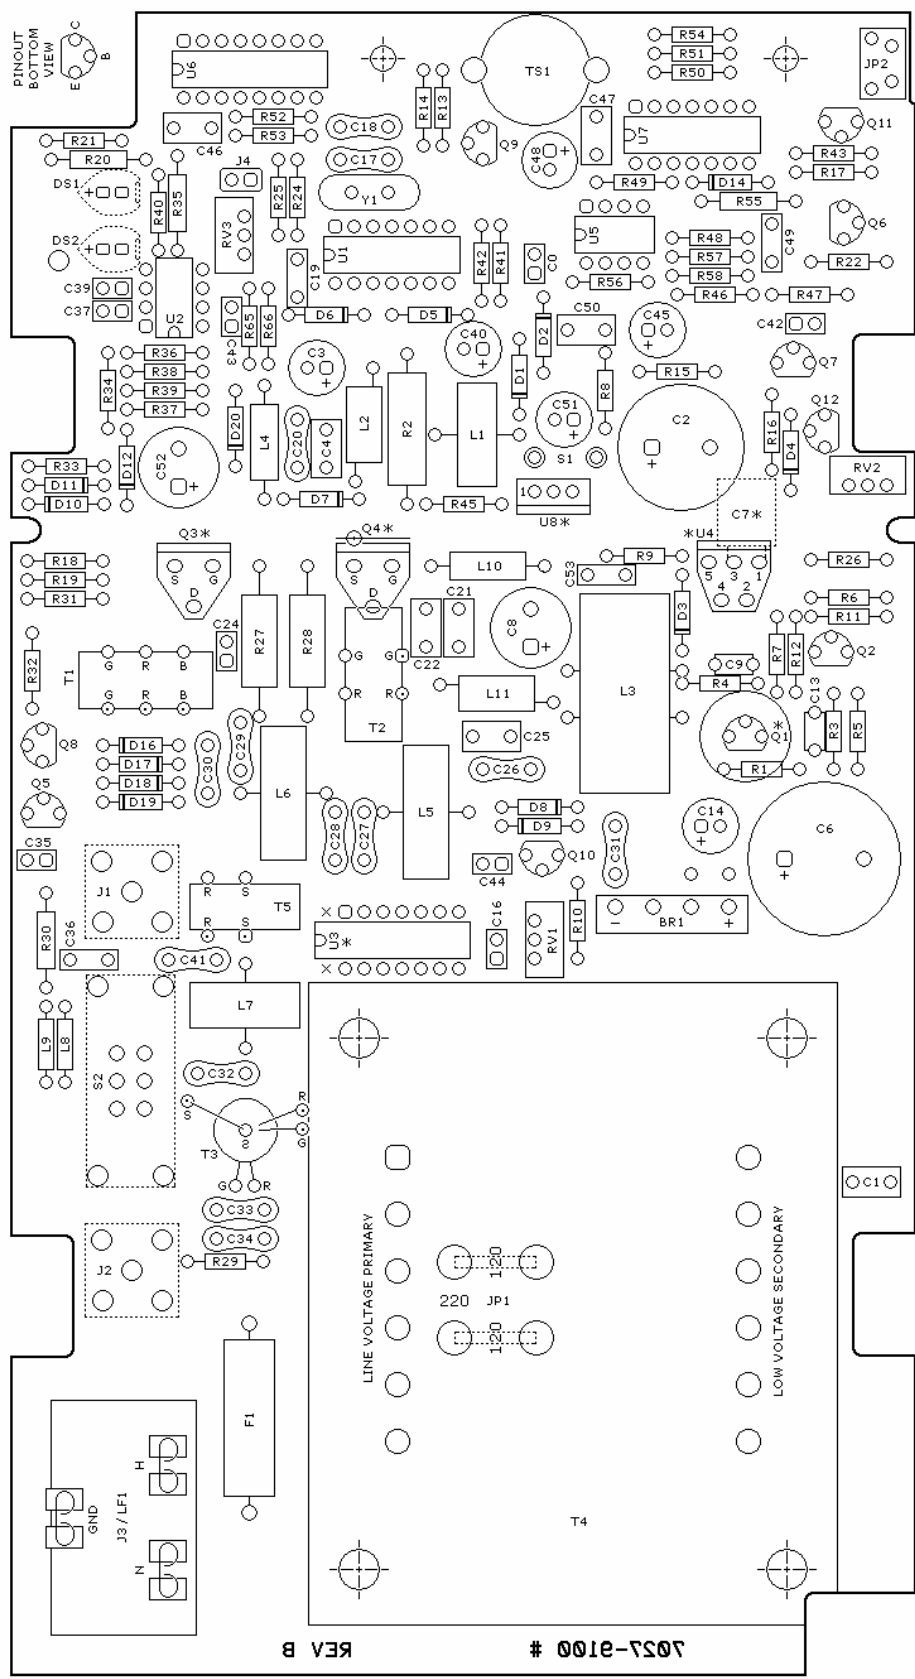 PINOUT
BOTTOM
VIEW
C
B
E
U6
TS1
R54
R51
R50
JP2
R14
R13
C47
C46
R52
R53
C18
Q9
C48
+
U7
Q11
R21
R20
J4
C17
R43
R17
DS1
+
R40
R35
R25
R24
Y1
R49
D14
R55
DS2
+
RV3
U1
R42
R41
C0
U5
R48
R57
R58
C49
Q6
R22
C39
C37
U2
C43
R65
R66
C19
D6
D5
R56
R46
R47
D2
C50
C45
+
C42
R36
R38
R39
R37
R34
C3
+
C40
+
D1
R8
R15
Q7
D20
L4
C20
C4
L2
R2
L1
C51
+
S1
C2
+
R16
D4
Q12
R33
D11
D10
D12
C52
+
D7
R45
1
U8*
C7*
RV2
Q3*
S
G
D
Q4*
S
G
D
*U4
5
3
1
4
2
R18
R19
R31
L10
R9
C53
R26
R6
R11
R32
T1
G
R
B
G
R
B
C24
R27
R28
G
G
R
R
T2
C21
C22
C8
+
L3
D3
C9
R4
R7
R12
Q2
L11
C13
Q8
D16
D17
D18
D19
C30
C29
C25
C26
*
Q1
R1
R3
R5
Q5
L6
C28
C27
L5
D8
D9
C31
C14
+
C6
+
C35
J1
R
S
R
S
T5
C44
Q10
R30
C36
C41
×
U3
*
×
C16
RV1
R10
-
BR1
+
L9
L8
S2
L7
C32
S
S
R
G
T3
G
R
C33
C34
R29
J2
C1
LINE VOLTAGE PRIMARY
120
220
JP1
120
LOW VOLTAGE SECONDARY
F1
H
J3/LF1
GND
N
T4
REV B
7027-9100 #